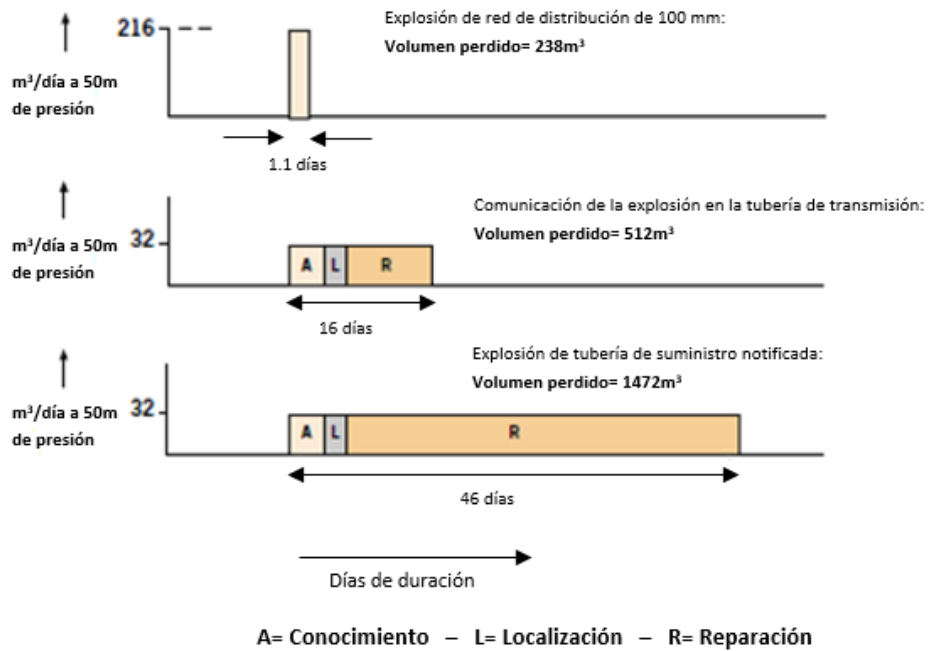 216
Explosión de red de distribución de 100 mm:
Volumen perdido= 238m³
m³/día a 50m
de presión
1.1 días
Comunicación de la explosión en la tubería de transmisión:
Volumen perdido= 512m³
m³/día a 50m
de presión
32
A L R
16 días
Explosión de tubería de suministro notificada:
Volumen perdido= 1472m³
m³/día a 50m
de presión
32
A L R
46 días
Días de duración
A= Conocimiento – L= Localización – R= Reparación